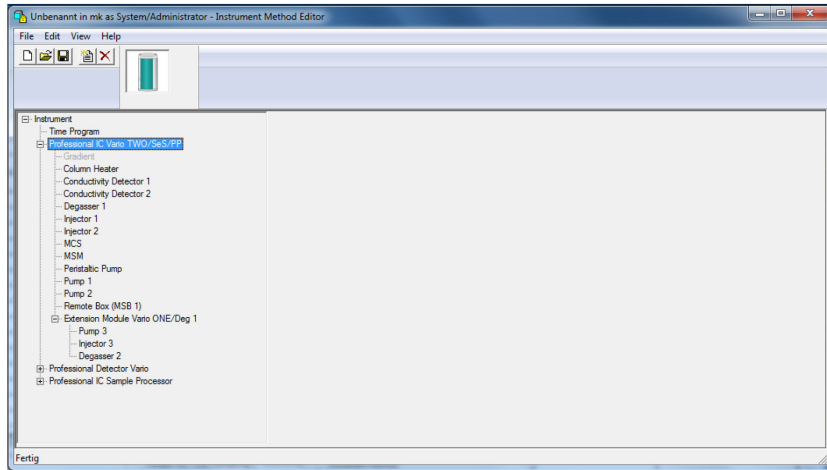 Unbenannt in mk as System/Administrator - Instrument Method Editor
File Edit View Help
Instrument
Time Program
Professional IC Vario TWO/SeS/PP
Gradient
Column Heater
Conductivity Detector 1
Conductivity Detector 2
Degasser 1
Injector 1
Injector 2
MCS
MSM
Peristaltic Pump
Pump 1
Pump 2
Remote Box (MSB 1)
Extension Module Vario ONE/Deg 1
Pump 3
Injector 3
Degasser 2
Professional Detector Vario
Professional IC Sample Processor
Fertig